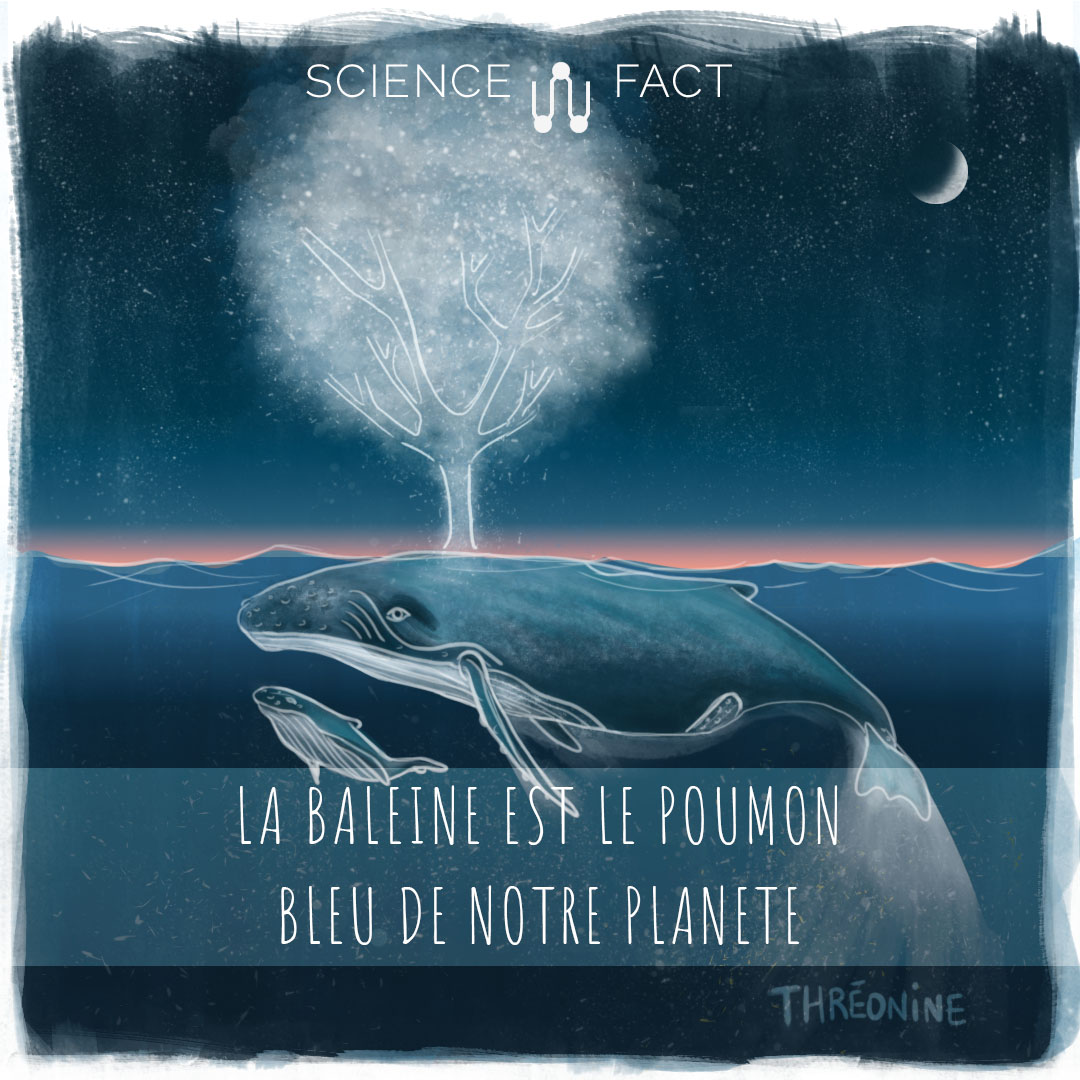 SCIENCE FACT
LA BALEINE EST LE POUMON
BLEU DE NOTRE PLANETE
THRÉONINE